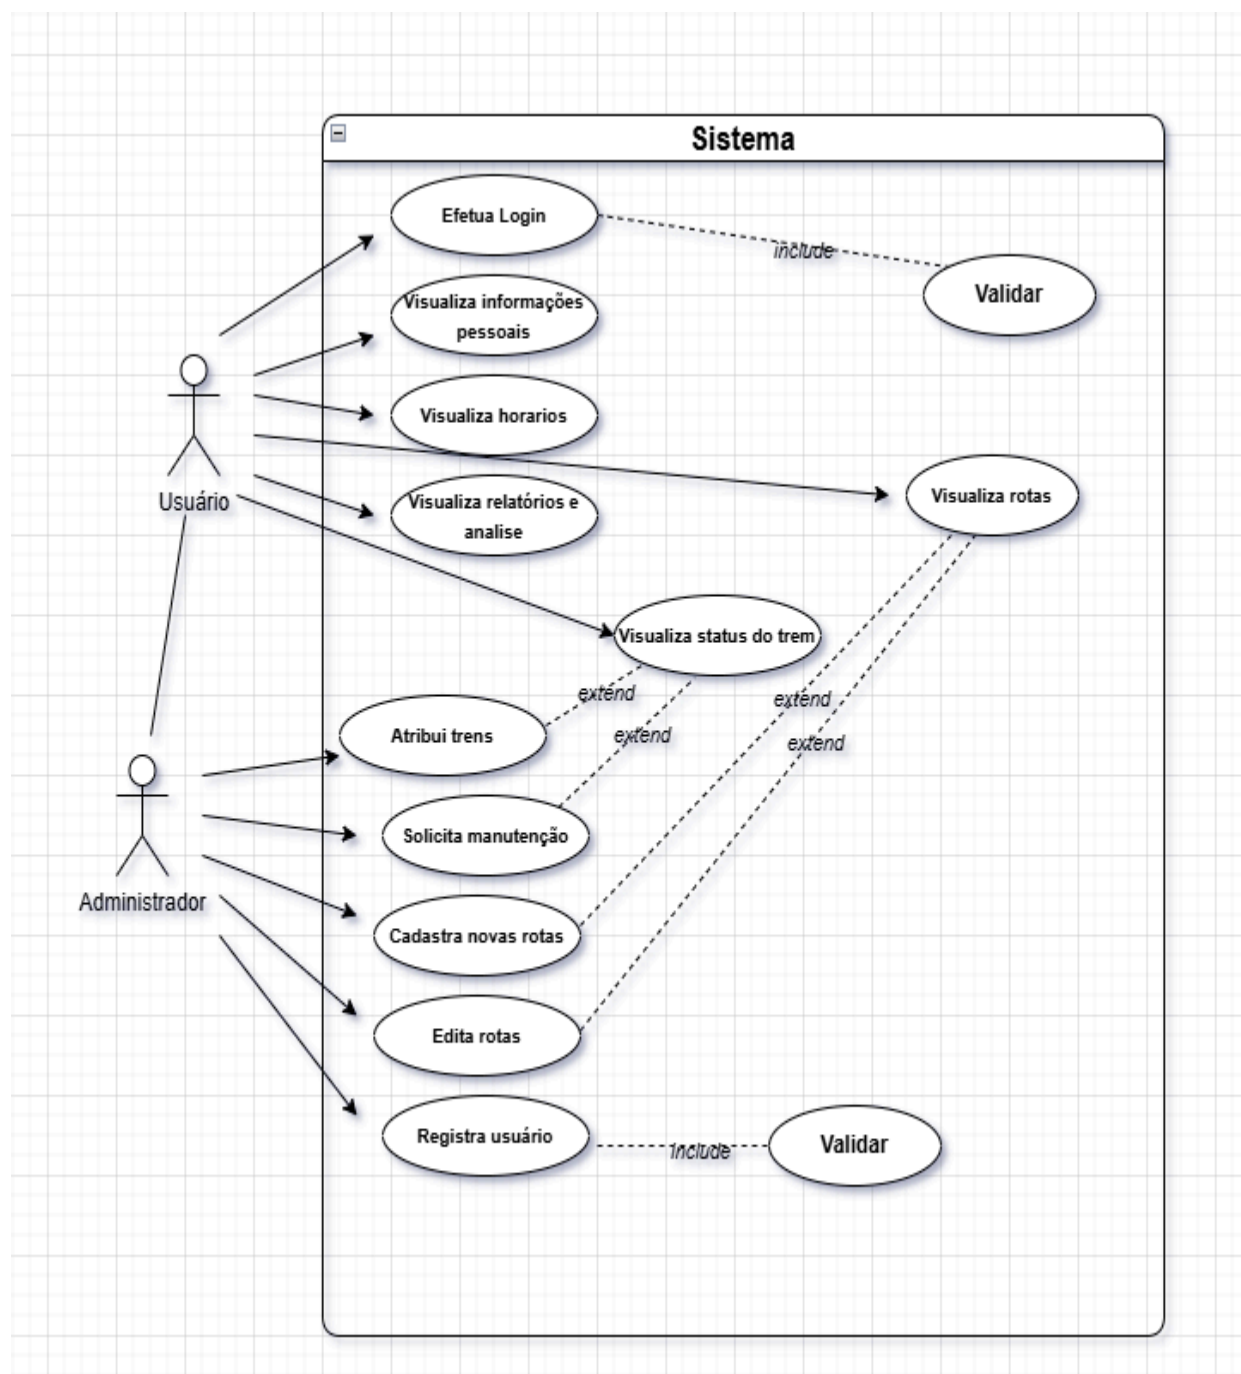 Sistema
Efetua Login
include
Validar
Visualiza informações
pessoais
Visualiza horarios
Usuário
Visualiza relatórios e
analise
Visualiza rotas
Visualiza status do trem
extend
extend
Atribui trens
extend
extend
Solicita manutenção
Administrador
Cadastra novas rotas
Edita rotas
Registra usuário
include
Validar